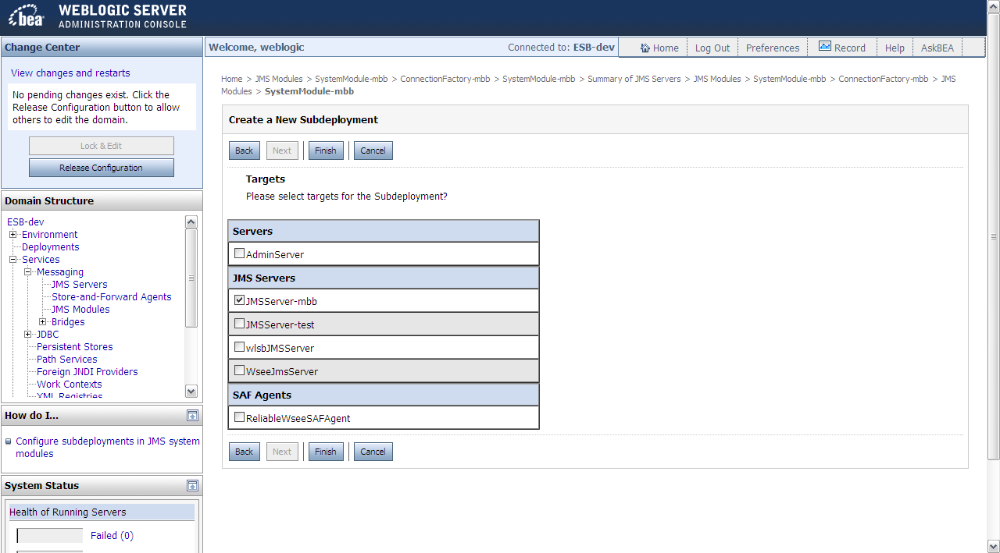 bea WEBLOGIC SERVER
ADMINISTRATION CONSOLE
Change Center
View changes and restarts
No pending changes exist. Click the
Release Configuration button to allow
others to edit the domain.
Lock & Edit
Release Configuration
Domain Structure
ESB-dev
Environment
Deployments
Services
Messaging
JMS Servers
Store-and-Forward Agents
JMS Modules
Bridges
JDBC
Persistent Stores
Path Services
Foreign JNDI Providers
Work Contexts
XML Registries
How do I...
Configure subdeployments in JMS system
modules
System Status
Health of Running Servers
Failed (0)
Welcome, weblogic
Connected to: ESB-dev
Home Log Out Preferences Record Help AskBEA
Home > JMS Modules > SystemModule-mbb > ConnectionFactory-mbb > SystemModule-mbb > Summary of JMS Servers > JMS Modules > SystemModule-mbb > ConnectionFactory-mbb > JMS
Modules > SystemModule-mbb
Create a New Subdeployment
Back Next Finish Cancel
Targets
Please select targets for the Subdeployment?
Servers
AdminServer
JMS Servers
JMSServer-mbb
JMSServer-test
wlsbJMSServer
WseeJmsServer
SAF Agents
ReliableWseeSAFAgent
Back Next Finish Cancel